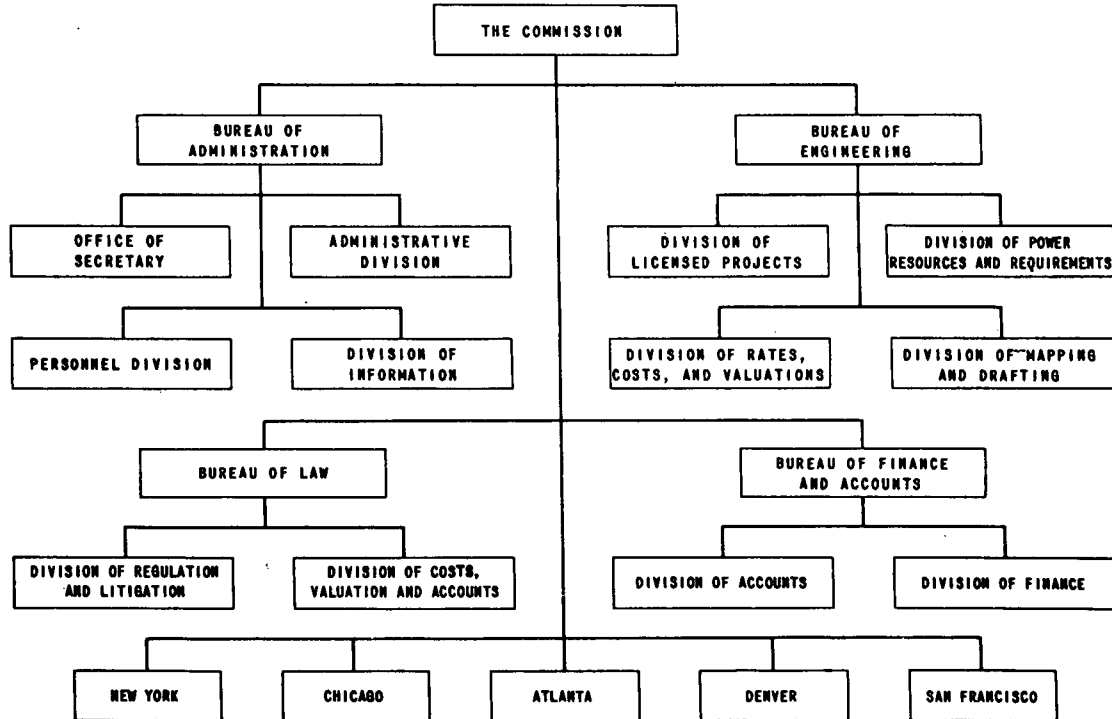 THE COMMISSION
BUREAU OF
ADMINISTRATION
BUREAU OF
ENGINEERING
OFFICE OF
SECRETARY
ADMINISTRATIVE
DIVISION
DIVISION OF
LICENSED PROJECTS
DIVISION OF POWER
RESOURCES AND REQUIREMENTS
PERSONNEL DIVISION
DIVISION OF
INFORMATION
DIVISION OF RATES,
COSTS, AND VALUATIONS
DIVISION OF MAPPING
AND DRAFTING
BUREAU OF LAW
BUREAU OF FINANCE
AND ACCOUNTS
DIVISION OF REGULATION
AND LITIGATION
DIVISION OF COSTS,
VALUATION AND ACCOUNTS
DIVISION OF ACCOUNTS
DIVISION OF FINANCE
NEW YORK
CHICAGO
ATLANTA
DENVER
SAN FRANCISCO